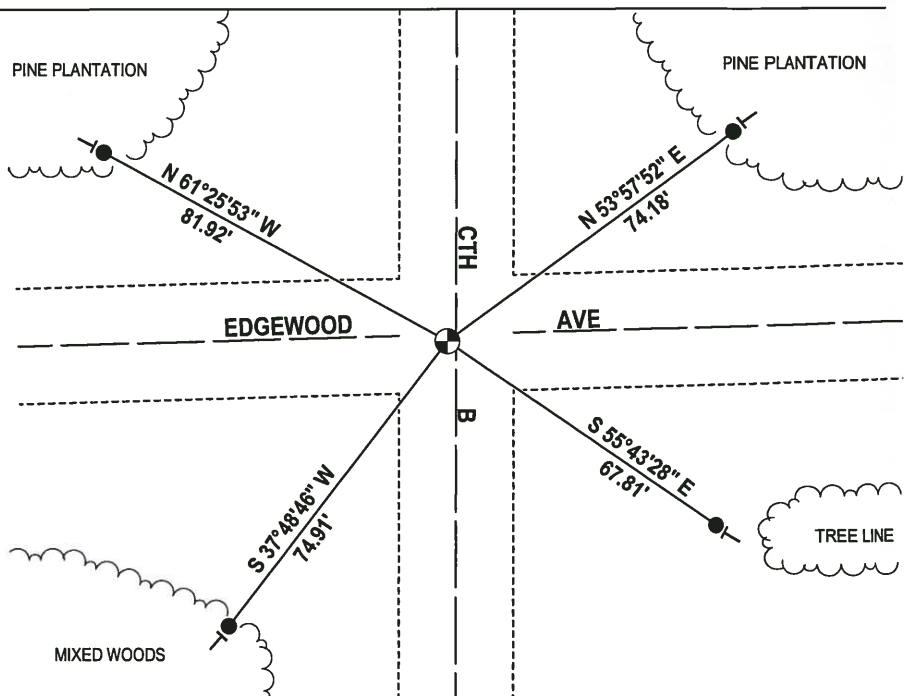 PINE PLANTATION
PINE PLANTATION
N 61°25'53" W
81.92'
N 53°57'52" E
74.18'
CTH
EDGEWOOD
AVE
B
S 55°43'28" E
67.81'
S 37°48'46" W
74.91'
TREE LINE
MIXED WOODS